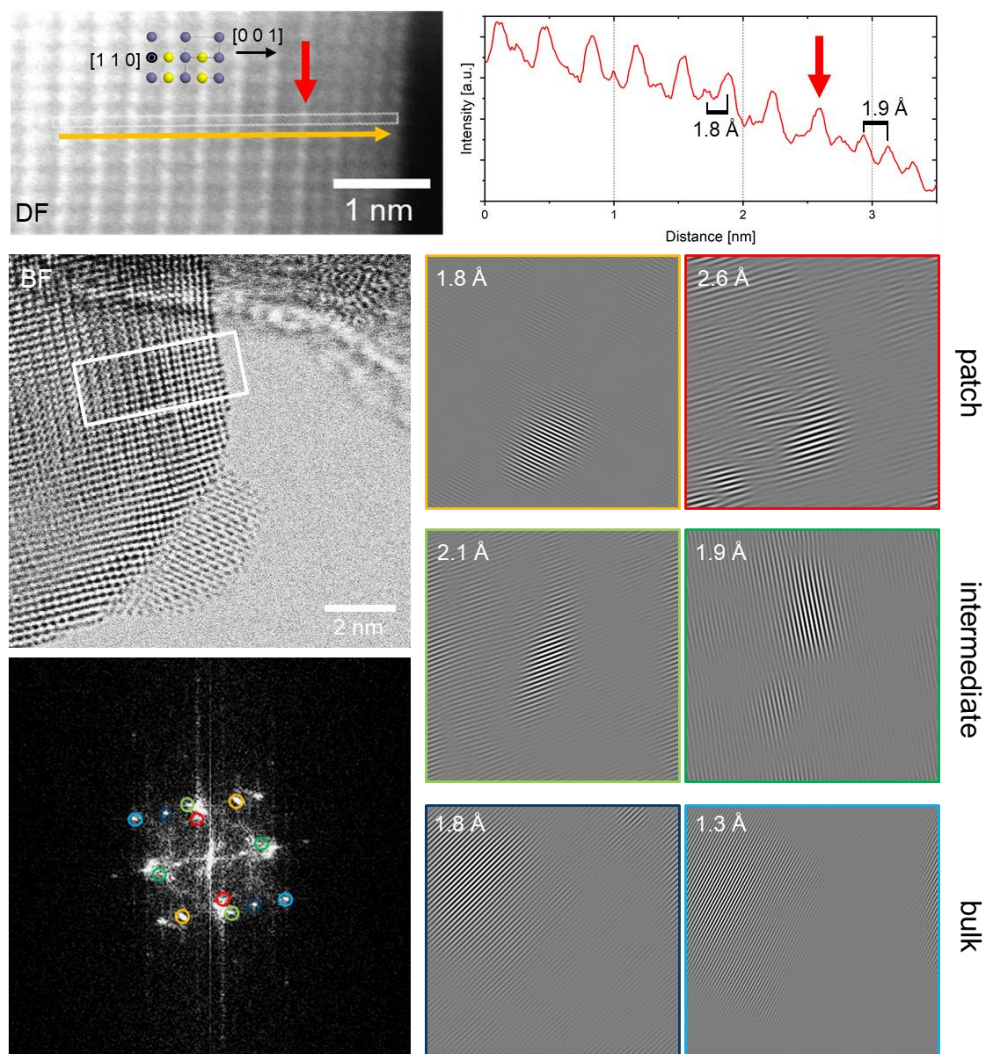 [0 0 1]
[1 1 0]
DF
1 nm
Intensity [a.u.]
1.8 Å
1.9 Å
0
1
2
3
Distance [nm]
BF
2 nm
1.8 Å
2.6 Å
patch
2.1 Å
1.9 Å
intermediate
1.8 Å
1.3 Å
bulk